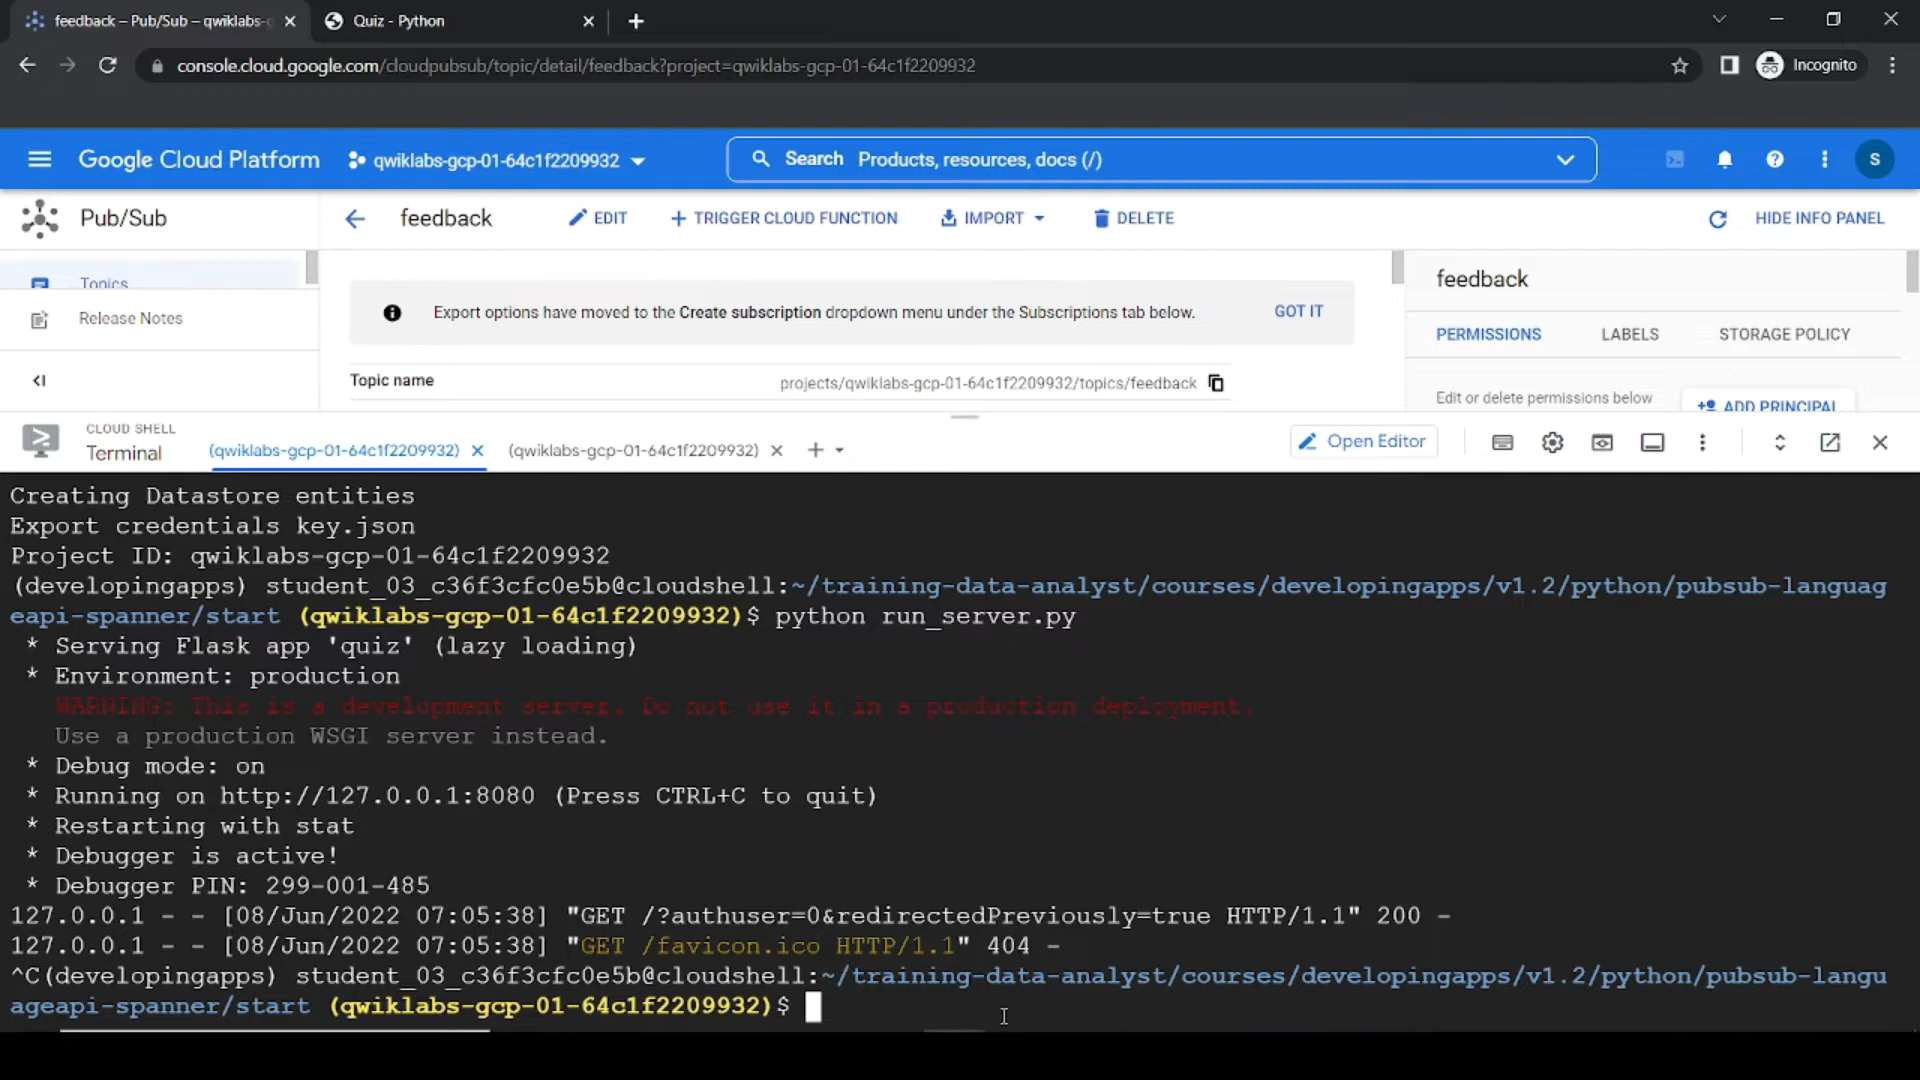 feedback – Pub/Sub – qwiklabs-
Quiz - Python
console.cloud.google.com/cloudpubsub/topic/detail/feedback?project=qwiklabs-gcp-01-64c1f2209932
Incognito
Google Cloud Platform
qwiklabs-gcp-01-64c1f2209932
Search Products, resources, docs (/)
S
Pub/Sub
feedback
EDIT
TRIGGER CLOUD FUNCTION
IMPORT
DELETE
HIDE INFO PANEL
Topics
Release Notes
Export options have moved to the Create subscription dropdown menu under the Subscriptions tab below.
GOT IT
Topic name
projects/qwiklabs-gcp-01-64c1f2209932/topics/feedback
feedback
PERMISSIONS
LABELS
STORAGE POLICY
Edit or delete permissions below
ADD PRINCIPAL
CLOUD SHELL
Terminal
(qwiklabs-gcp-01-64c1f2209932)
(qwiklabs-gcp-01-64c1f2209932)
Open Editor
Creating Datastore entities
Export credentials key.json
Project ID: qwiklabs-gcp-01-64c1f2209932
(developingapps) student_03_c36f3cfc0e5b@cloudshell:~/training-data-analyst/courses/developingapps/v1.2/python/pubsub-languag
eapi-spanner/start (qwiklabs-gcp-01-64c1f2209932)$ python run_server.py
* Serving Flask app 'quiz' (lazy loading)
* Environment: production
WARNING: This is a development server. Do not use it in a production deployment.
Use a production WSGI server instead.
* Debug mode: on
* Running on http://127.0.0.1:8080 (Press CTRL+C to quit)
* Restarting with stat
* Debugger is active!
* Debugger PIN: 299-001-485
127.0.0.1 - - [08/Jun/2022 07:05:38] "GET /?authuser=0&redirectedPreviously=true HTTP/1.1" 200 -
127.0.0.1 - - [08/Jun/2022 07:05:38] "GET /favicon.ico HTTP/1.1" 404 -
^C(developingapps) student_03_c36f3cfc0e5b@cloudshell:~/training-data-analyst/courses/developingapps/v1.2/python/pubsub-langu
ageapi-spanner/start (qwiklabs-gcp-01-64c1f2209932)$